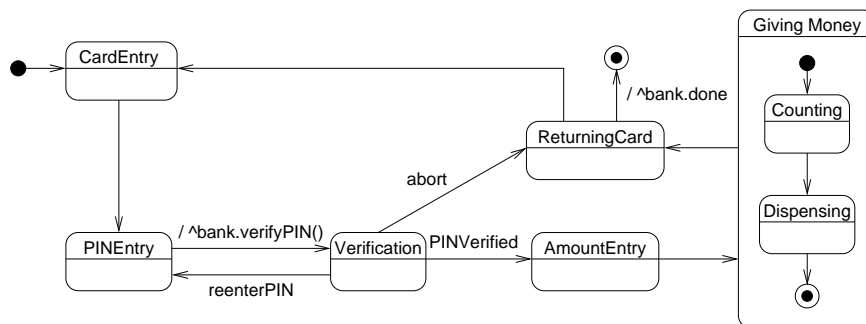 Giving Money
CardEntry
/ ^bank.done
Counting
ReturningCard
abort
Dispensing
/ ^bank.verifyPIN()
PINEntry
Verification
PINVerified
AmountEntry
reenterPIN